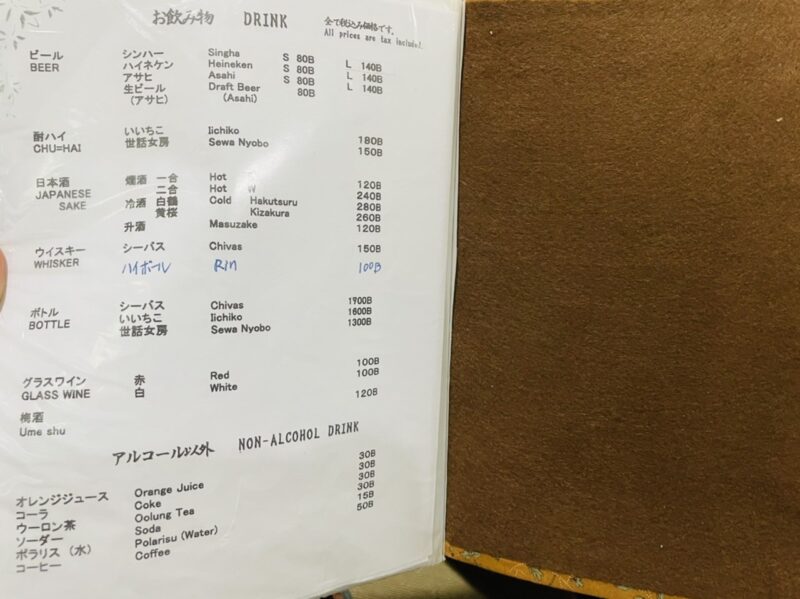 お飲み物 DRINK 全て税込み価格です。
All prices are tax included.
ビール シンハー Singha S 80B L 140B
BEER ハイネケン Heineken S 80B L 140B
アサヒ Asahi S 80B L 140B
生ビール Draft Beer 80B
(アサヒ) (Asahi)
酎ハイ いいちこ Iichiko 180B
CHU=HAI 世話女房 Sewa Nyobo 150B
日本酒 燗酒 一合 Hot 120B
JAPANESE 二合 Hot W 240B
SAKE 冷酒 白鶴 Cold Hakutsuru 280B
黄桜 Kizakura 260B
升酒 Masuzake 120B
ウイスキー シーバス Chivas 150B
WHISKER ハイボール 100B
ボトル シーバス Chivas 1900B
BOTTLE いいちこ Iichiko 1600B
世話女房 Sewa Nyobo 1300B
グラスワイン 赤 Red 100B
GLASS WINE 白 White 100B
梅酒 120B
Ume shu
アルコール以外 NON-ALCOHOL DRINK
オレンジジュース Orange Juice 30B
コーラ Coke 30B
ウーロン茶 Oolung Tea 30B
ソーダー Soda 30B
ポラリス (水) Polarisu (Water) 15B
コーヒー Coffee 50B